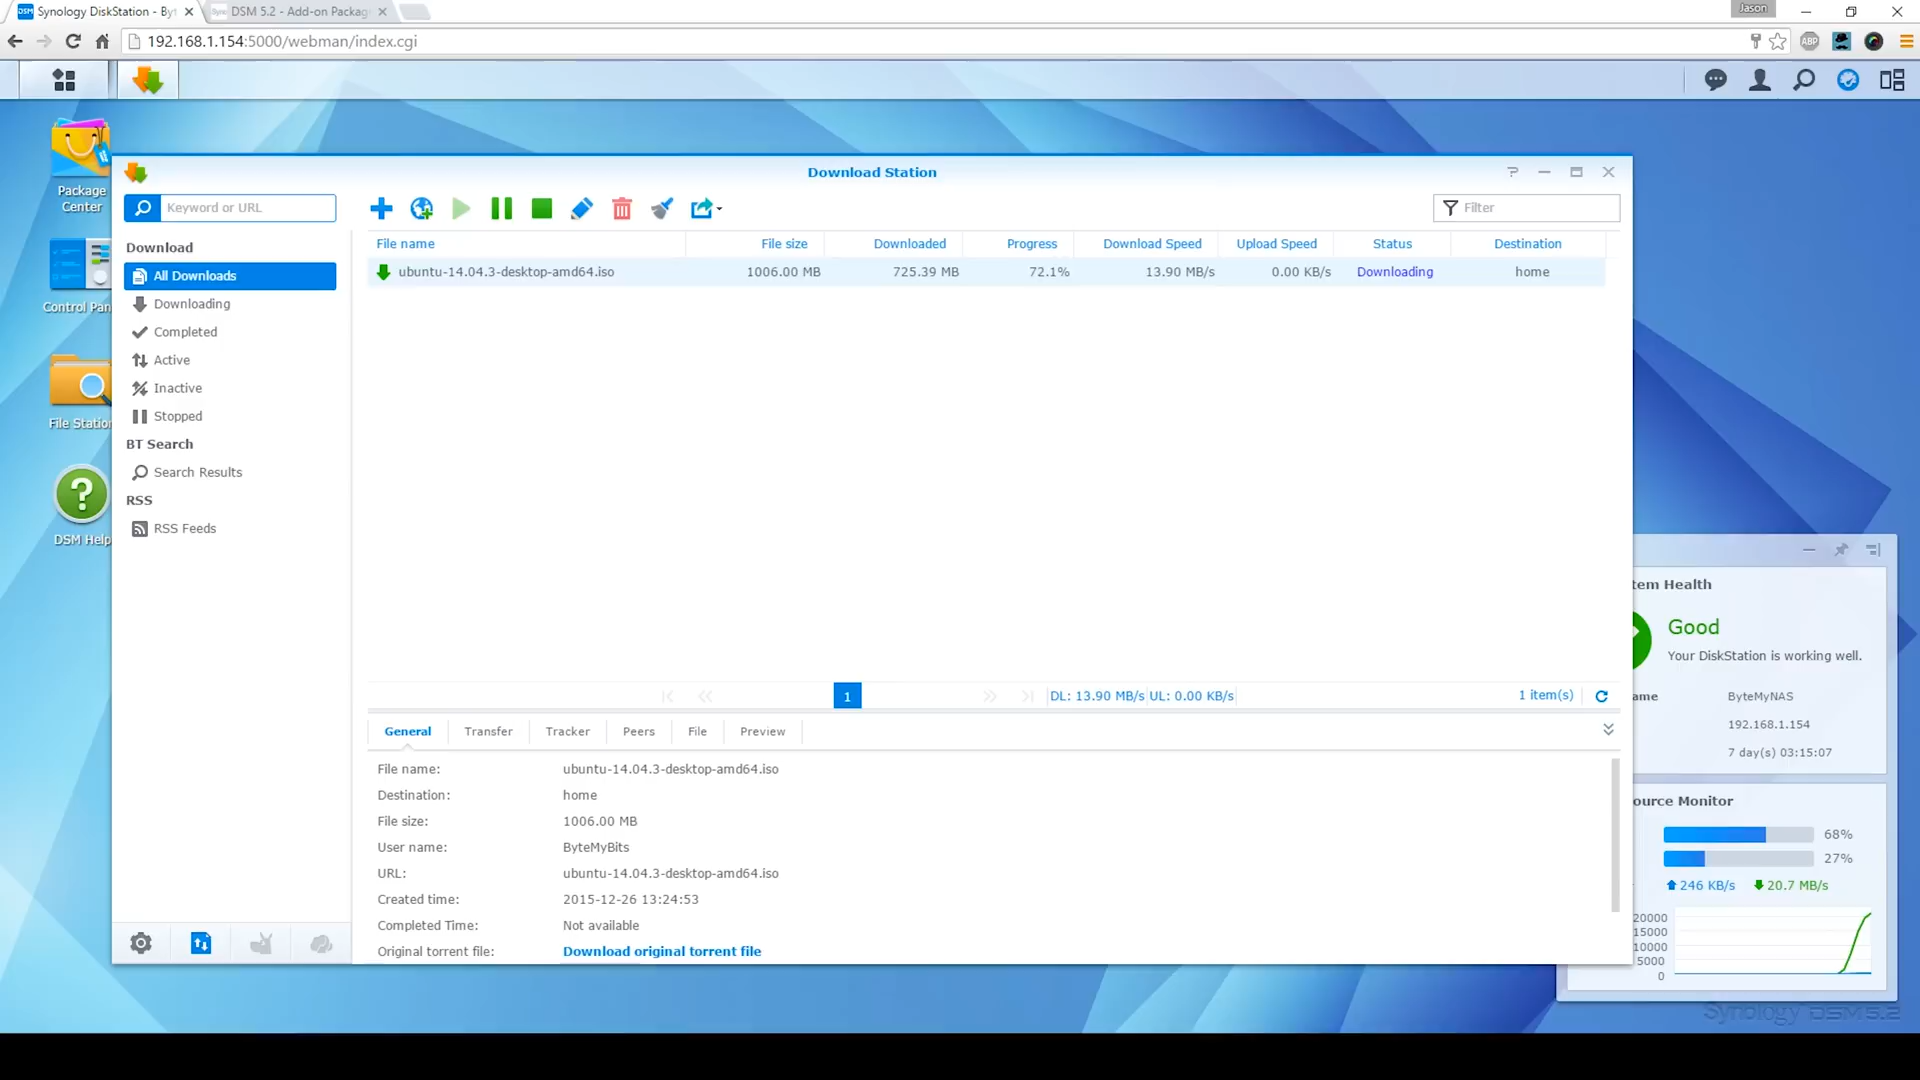 Synology DiskStation - Byt
DSM 5.2 - Add-on Packag
Jason
192.168.1.154:5000/webman/index.cgi
ABP
Package
Center
Control Pan
File Station
DSM Help
Download Station
Keyword or URL
Filter
Download
All Downloads
Downloading
Completed
Active
Inactive
Stopped
BT Search
Search Results
RSS
RSS Feeds
File name File size Downloaded Progress Download Speed Upload Speed Status Destination
ubuntu-14.04.3-desktop-amd64.iso 1006.00 MB 725.39 MB 72.1% 13.90 MB/s 0.00 KB/s Downloading home
1 DL: 13.90 MB/s UL: 0.00 KB/s 1 item(s)
General Transfer Tracker Peers File Preview
File name: ubuntu-14.04.3-desktop-amd64.iso
Destination: home
File size: 1006.00 MB
User name: ByteMyBits
URL: ubuntu-14.04.3-desktop-amd64.iso
Created time: 2015-12-26 13:24:53
Completed Time: Not available
Original torrent file: Download original torrent file
tem Health
Good
Your DiskStation is working well.
ame ByteMyNAS
192.168.1.154
7 day(s) 03:15:07
ource Monitor
68%
27%
246 KB/s 20.7 MB/s
20000
15000
10000
5000
0
Synology DSM 5.2